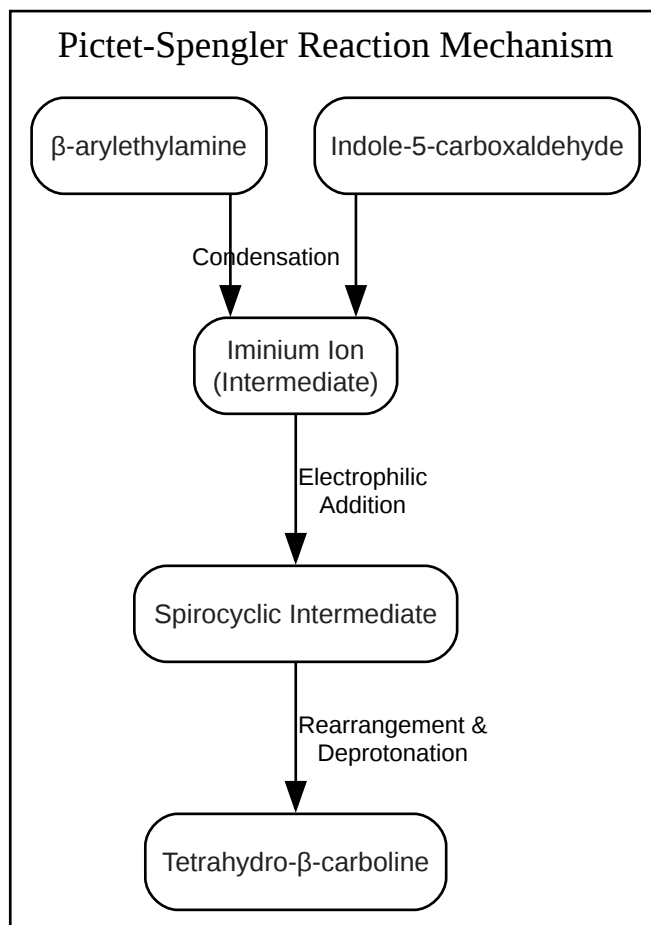 Pictet-Spengler Reaction Mechanism
β-arylethylamine
Indole-5-carboxaldehyde
Condensation
Iminium Ion
(Intermediate)
Electrophilic
Addition
Spirocyclic Intermediate
Rearrangement &
Deprotonation
Tetrahydro-β-carboline